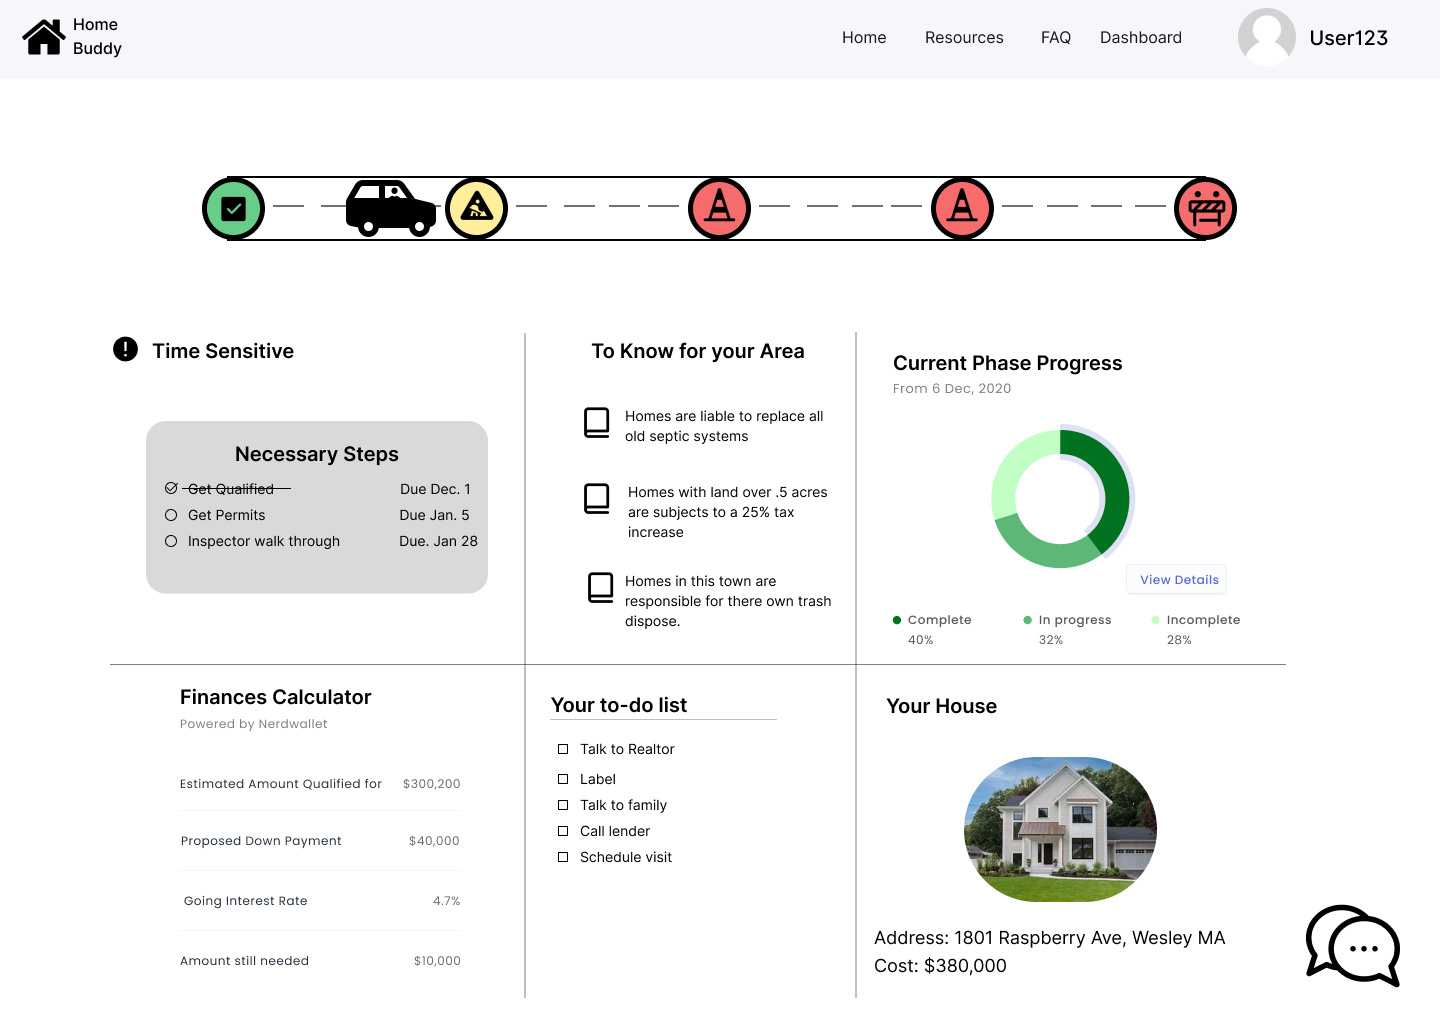 Home
Buddy
Home
Resources
FAQ
Dashboard
User123
Time Sensitive
Necessary Steps
Get Qualified Due Dec. 1
Get Permits Due Jan. 5
Inspector walk through Due. Jan 28
To Know for your Area
Homes are liable to replace all
old septic systems
Homes with land over .5 acres
are subjects to a 25% tax
increase
Homes in this town are
responsible for there own trash
dispose.
Current Phase Progress
From 6 Dec, 2020
View Details
Complete
40%
In progress
32%
Incomplete
28%
Finances Calculator
Powered by Nerdwallet
Estimated Amount Qualified for $300,200
Proposed Down Payment $40,000
Going Interest Rate 4.7%
Amount still needed $10,000
Your to-do list
Talk to Realtor
Label
Talk to family
Call lender
Schedule visit
Your House
Address: 1801 Raspberry Ave, Wesley MA
Cost: $380,000